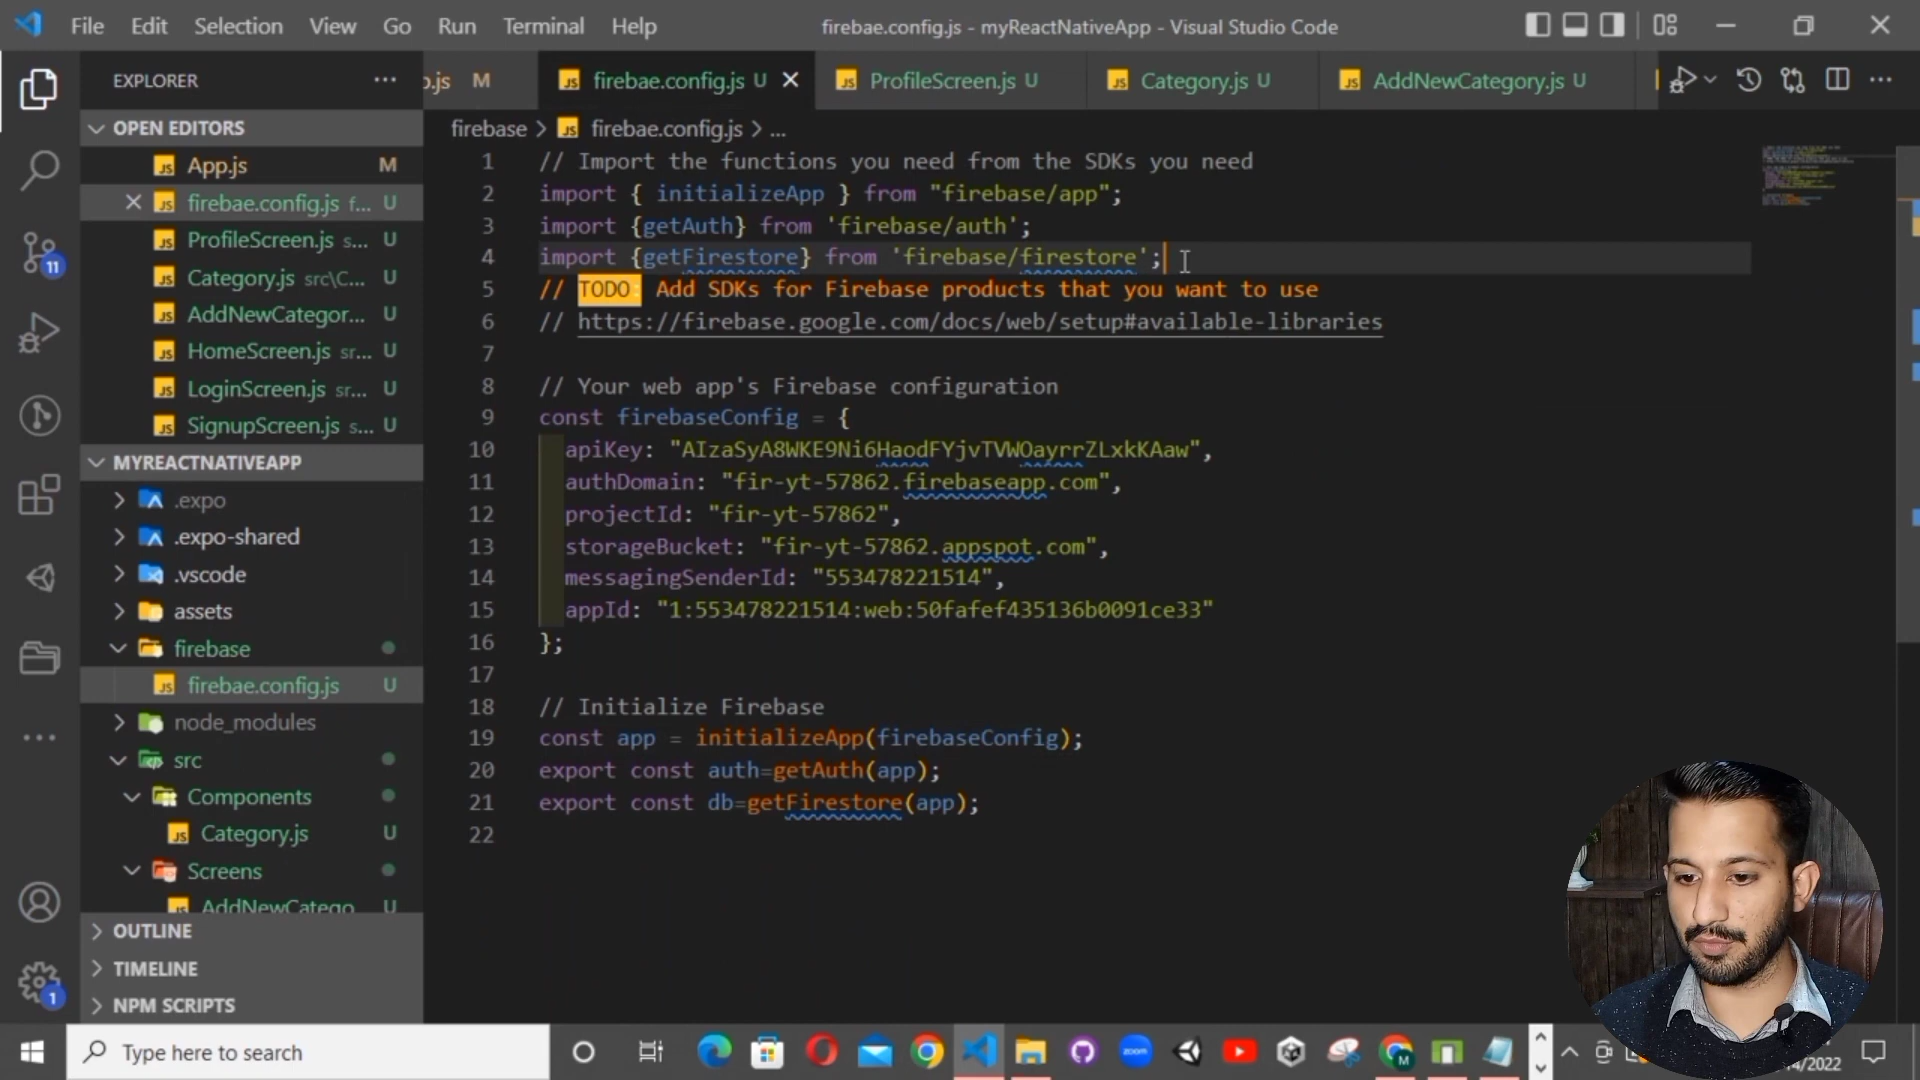 File Edit Selection View Go Run Terminal Help
firebae.config.js - myReactNativeApp - Visual Studio Code
EXPLORER
.js M
firebae.config.js U
ProfileScreen.js U
Category.js U
AddNewCategory.js U
OPEN EDITORS
App.js M
firebae.config.js f... U
ProfileScreen.js s... U
Category.js src\C... U
AddNewCategor... U
HomeScreen.js sr... U
LoginScreen.js sr... U
SignupScreen.js s... U
MYREACTNATIVEAPP
.expo
.expo-shared
.vscode
assets
firebase
firebae.config.js U
node_modules
src
Components
Category.js U
Screens
AddNewCatego U
OUTLINE
TIMELINE
NPM SCRIPTS
11
1
firebase > firebae.config.js > ...
1 // Import the functions you need from the SDKs you need
2 import { initializeApp } from "firebase/app";
3 import {getAuth} from 'firebase/auth';
4 import {getFirestore} from 'firebase/firestore';
5 // TODO: Add SDKs for Firebase products that you want to use
6 // https://firebase.google.com/docs/web/setup#available-libraries
7
8 // Your web app's Firebase configuration
9 const firebaseConfig = {
10 apiKey: "AIzaSyA8WKE9Ni6HaodFYjvTVWOayrrZLxkKAaw",
11 authDomain: "fir-yt-57862.firebaseapp.com",
12 projectId: "fir-yt-57862",
13 storageBucket: "fir-yt-57862.appspot.com",
14 messagingSenderId: "553478221514",
15 appId: "1:553478221514:web:50fafef435136b0091ce33"
16 };
17
18 // Initialize Firebase
19 const app = initializeApp(firebaseConfig);
20 export const auth=getAuth(app);
21 export const db=getFirestore(app);
22
Type here to search
zoom
M
4/2022